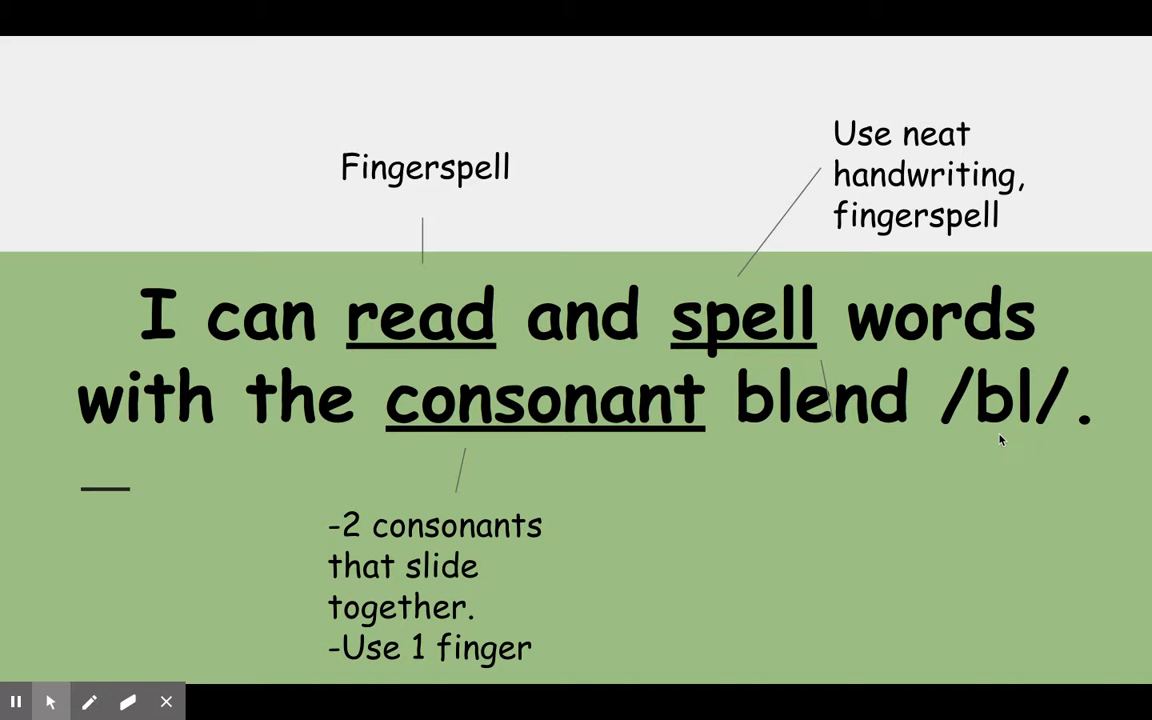 Fingerspell
Use neat
handwriting,
fingerspell
I can read and spell words
with the consonant blend /bl/.
-2 consonants
that slide
together.
-Use 1 finger